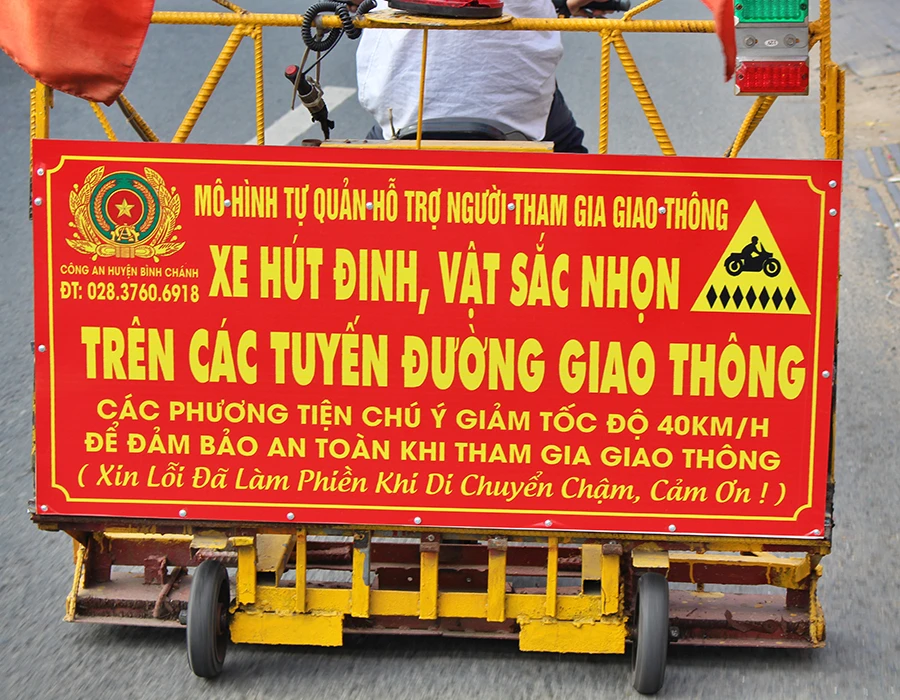 MÔ HÌNH TỰ QUẢN HỖ TRỢ NGƯỜI THAM GIA GIAO THÔNG
CÔNG AN HUYỆN BÌNH CHÁNH
ĐT: 028.3760.6918
XE HÚT ĐINH, VẬT SẮC NHỌN
TRÊN CÁC TUYẾN ĐƯỜNG GIAO THÔNG
CÁC PHƯƠNG TIỆN CHÚ Ý GIẢM TỐC ĐỘ 40KM/H
ĐỂ ĐẢM BẢO AN TOÀN KHI THAM GIA GIAO THÔNG
( Xin Lỗi Đã Làm Phiền Khi Di Chuyển Chậm, Cảm Ơn ! )